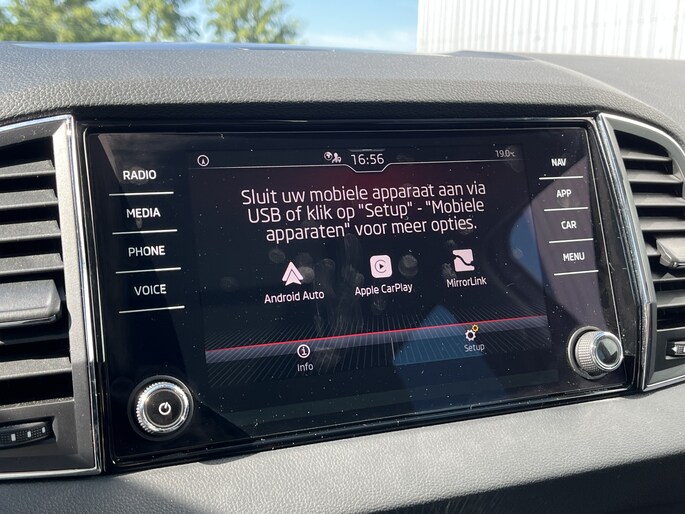 RADIO
MEDIA
PHONE
VOICE
16:56
19.0°C
Sluit uw mobiele apparaat aan via
USB of klik op "Setup" - "Mobiele
apparaten" voor meer opties.
Android Auto
Apple CarPlay
MirrorLink
Info
Setup
NAV
APP
CAR
MENU